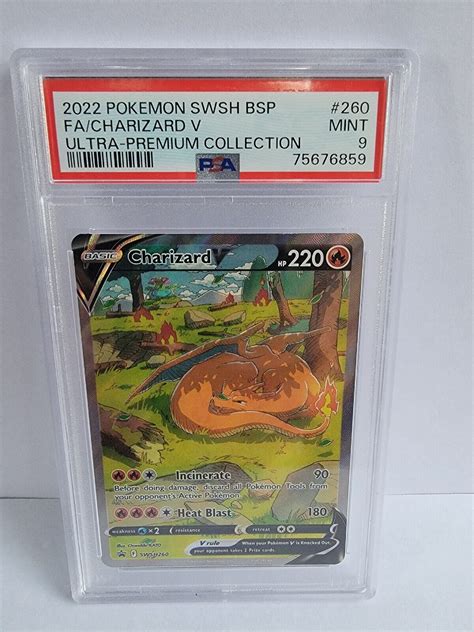 2022 POKEMON SWSH BSP #260
FA/CHARIZARD V MINT
ULTRA-PREMIUM COLLECTION 9
PSA 75676859
BASIC Charizard V HP 220
Incinerate 90
Before doing damage, discard all Pokémon Tools from
your opponent's Active Pokémon.
Heat Blast 180
weakness ×2 resistance retreat
V rule When your Pokémon V is Knocked Out,
your opponent takes 2 Prize cards.
SWSH260